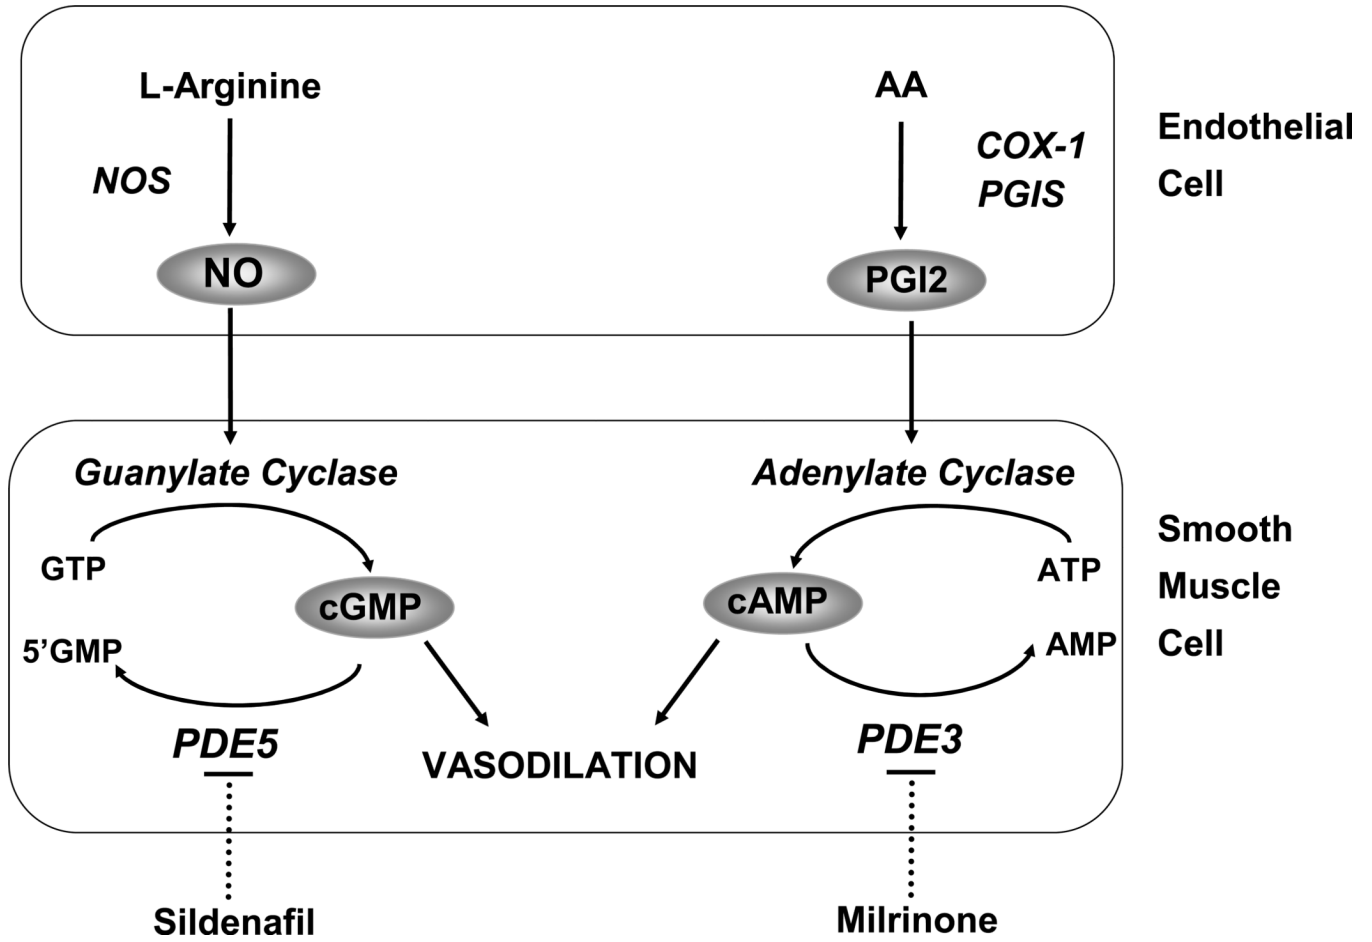 L-Arginine
AA
NOS
COX-1
PGIS
Endothelial
Cell
NO
PGI2
Guanylate Cyclase
Adenylate Cyclase
GTP
cGMP
5’GMP
PDE5
cAMP
ATP
AMP
PDE3
VASODILATION
Smooth
Muscle
Cell
Sildenafil
Milrinone